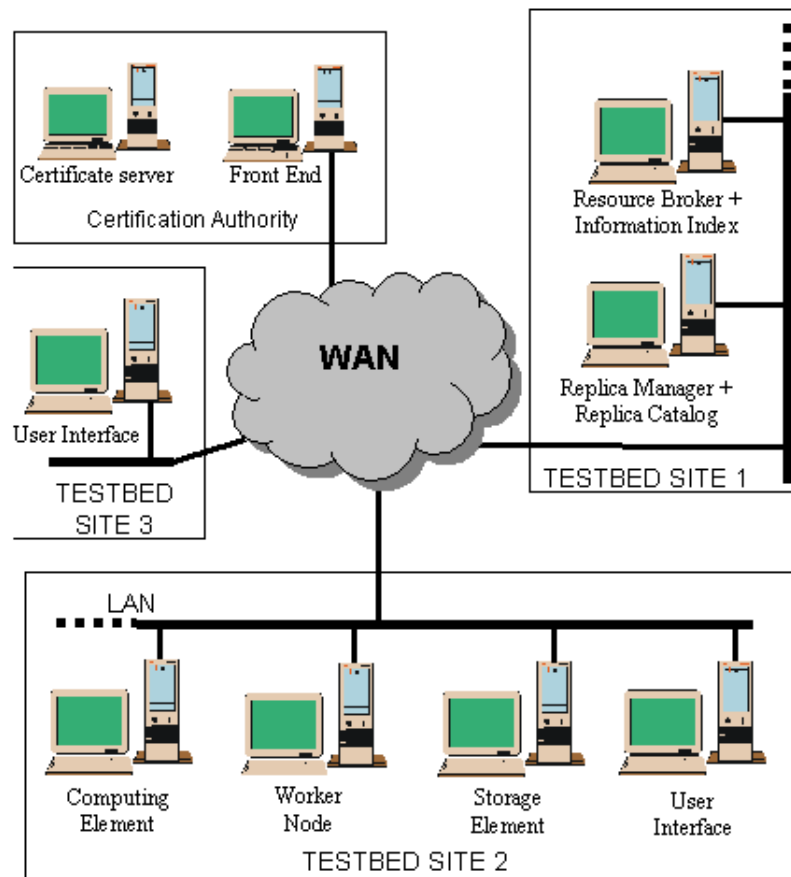 Certificate server
Front End
Certification Authority
Resource Broker +
Information Index
Replica Manager +
Replica Catalog
TESTBED SITE 1
WAN
User Interface
TESTBED
SITE 3
LAN
Computing
Element
Worker
Node
Storage
Element
User
Interface
TESTBED SITE 2